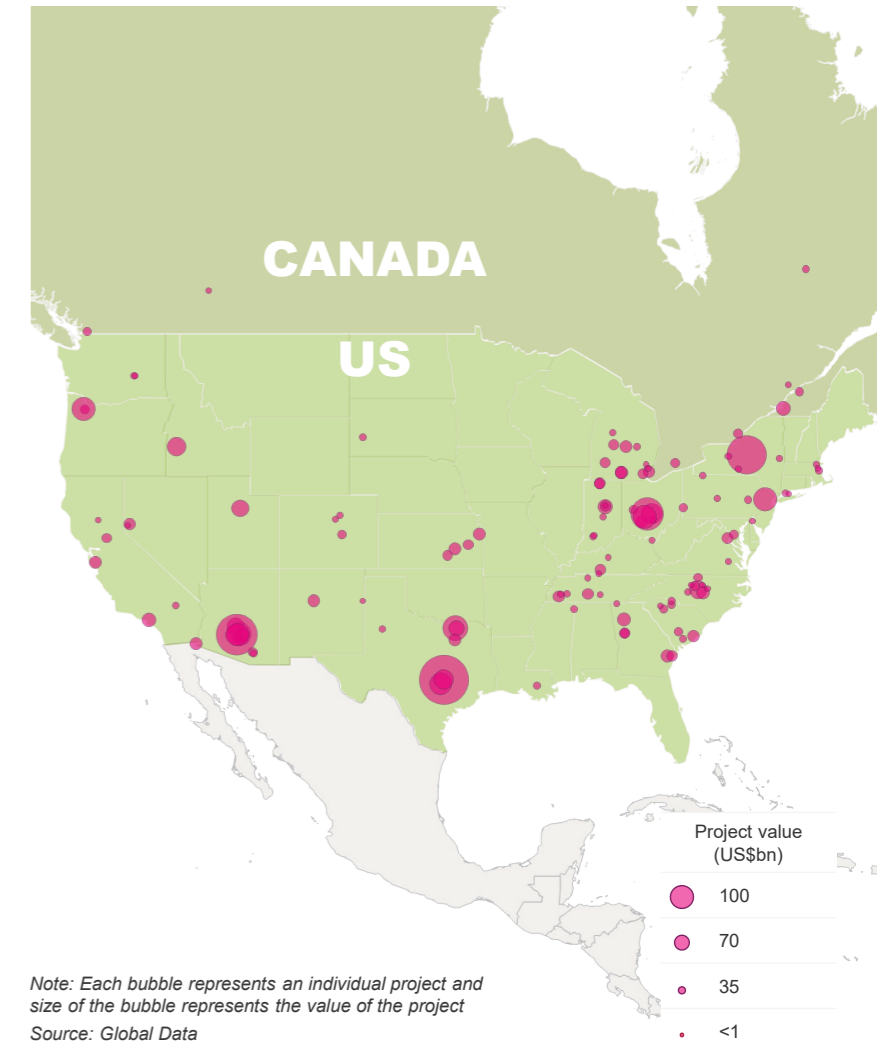 CANADA
US
Project value
(US$bn)
100
70
35
<1
Note: Each bubble represents an individual project and
size of the bubble represents the value of the project
Source: Global Data